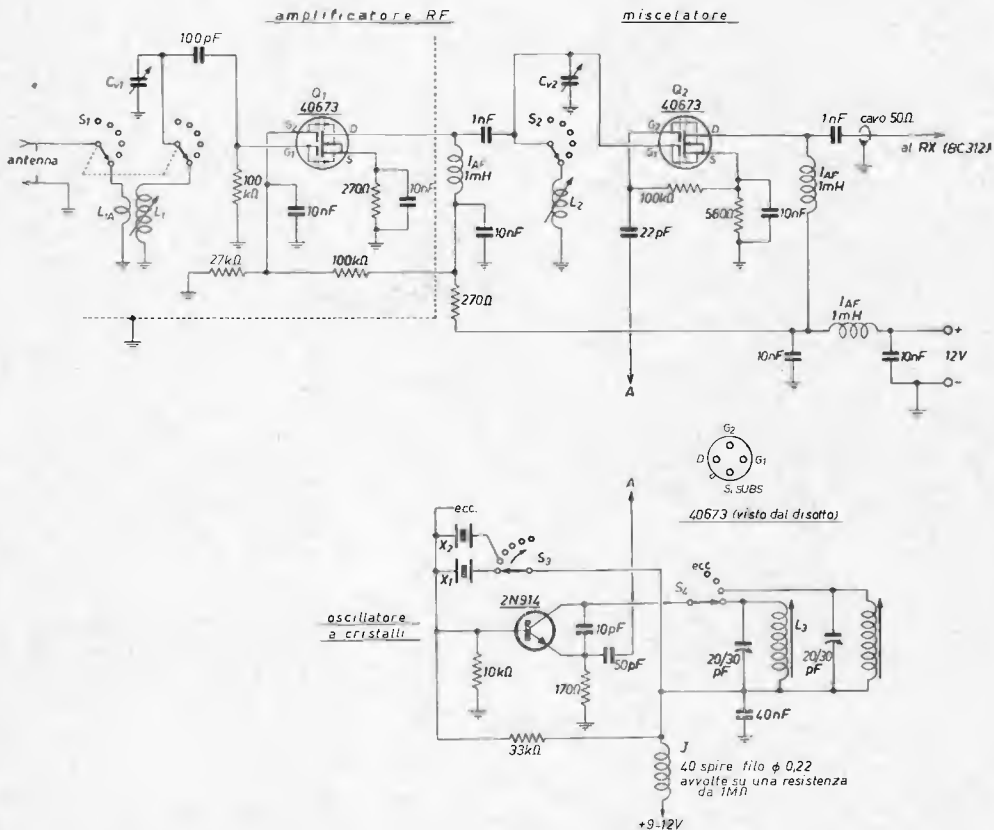 amplificatore RF
miscelatore
100pF
Cv1
S1
antenna
L1A
L1
100 kΩ
Q1
40673
G2
G1
D
S
10nF
270Ω
10nF
27kΩ
100kΩ
1nF
IAF
1mH
10nF
270Ω
S2
Cv2
L2
Q2
40673
G2
G1
D
S
100kΩ
22pF
560Ω
10nF
1nF
cavo 50Ω
al RX (BC312)
IAF
1mH
IAF
1mH
10nF
10nF
+
12V
-
A
G2
D
G1
S, SUBS
40673 (visto dal disotto)
A
ecc.
X2
X1
S3
oscillatore
a cristalli
2N914
10pF
50pF
10kΩ
170Ω
33kΩ
ecc.
S4
20/30
pF
L3
20/30
pF
40nF
J
40 spire filo ϕ 0,22
avvolte su una resistenza
da 1MΩ
+9-12V